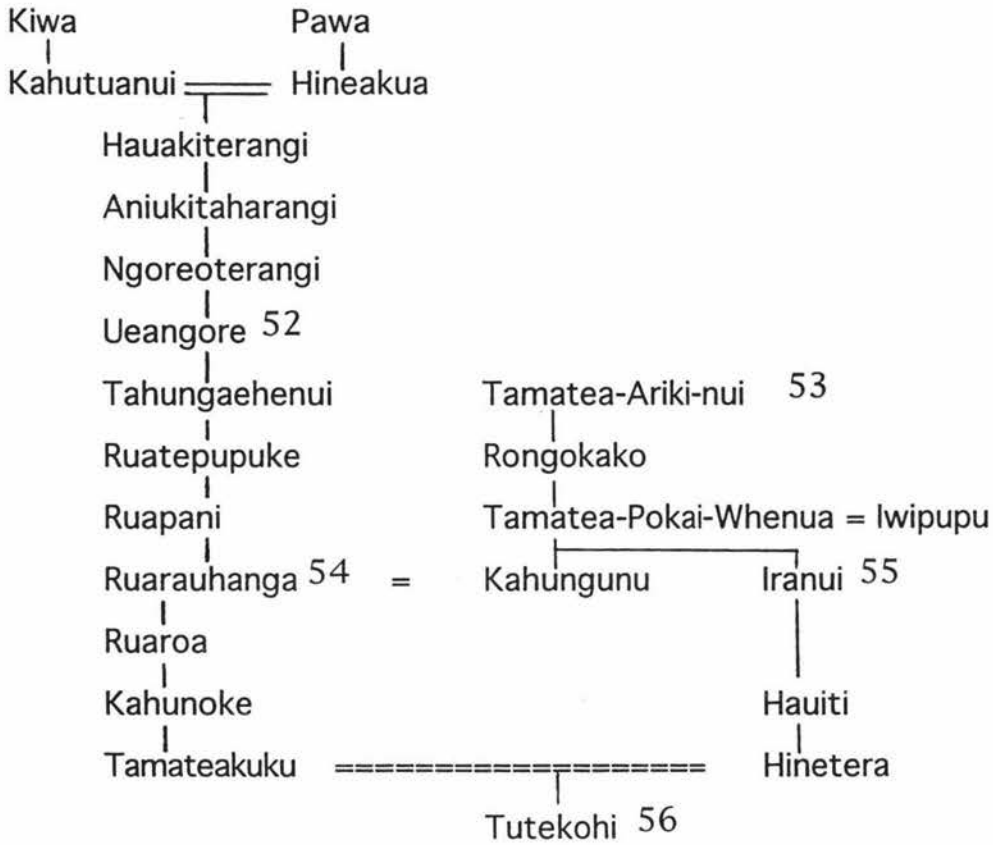 Kiwa Pawa
Kahutuanui Hineakua
Hauakiterangi
Aniukitaharangi
Ngoreoterangi
Ueangore 52
Tahungaehenui Tamatea-Ariki-nui 53
Ruatepupuke Rongokako
Ruapani Tamatea-Pokai-Whenua = Iwipupu
Ruarauhanga 54 = Kahungunu Iranui 55
Ruaroa
Kahunoke Hauiti
Tamateakuku =================== Hinetera
Tutekohi 56